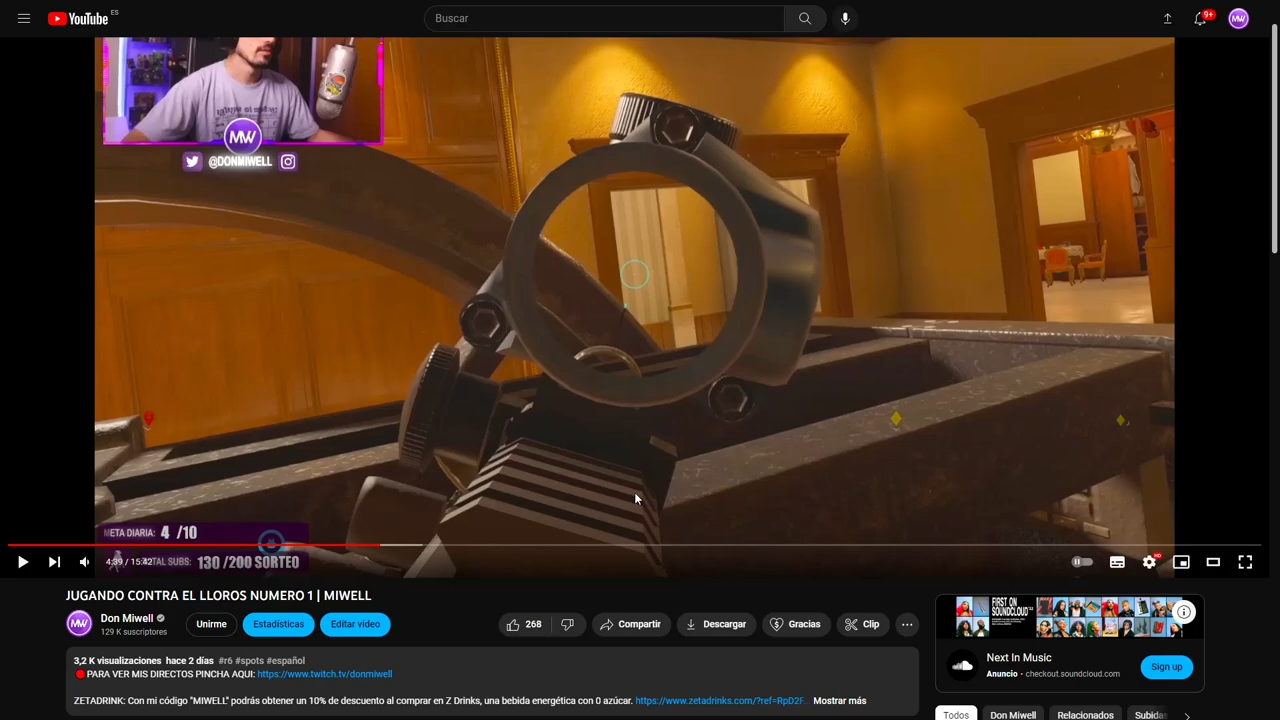 YouTube ES
Buscar
9+
MW
MW
@DONMIWELL
META DIARIA: 4 /10
TOTAL SUBS: 130 /200 SORTEO
4:39 / 15:42
HD
JUGANDO CONTRA EL LLOROS NUMERO 1 | MIWELL
MW
Don Miwell
129 K suscriptores
Unirme
Estadísticas
Editar vídeo
268
Compartir
Descargar
Gracias
Clip
3,2 K visualizaciones hace 2 días #r6 #spots #español
PARA VER MIS DIRECTOS PINCHA AQUI: https://www.twitch.tv/donmiwell
ZETADRINK: Con mi código "MIWELL" podrás obtener un 10% de descuento al comprar en Z Drinks, una bebida energética con 0 azúcar. https://www.zetadrinks.com/?ref=RpD2F... Mostrar más
FIRST ON
SOUNDCLOUD
Next In Music
Anuncio • checkout.soundcloud.com
Sign up
Todos
Don Miwell
Relacionados
Subidas